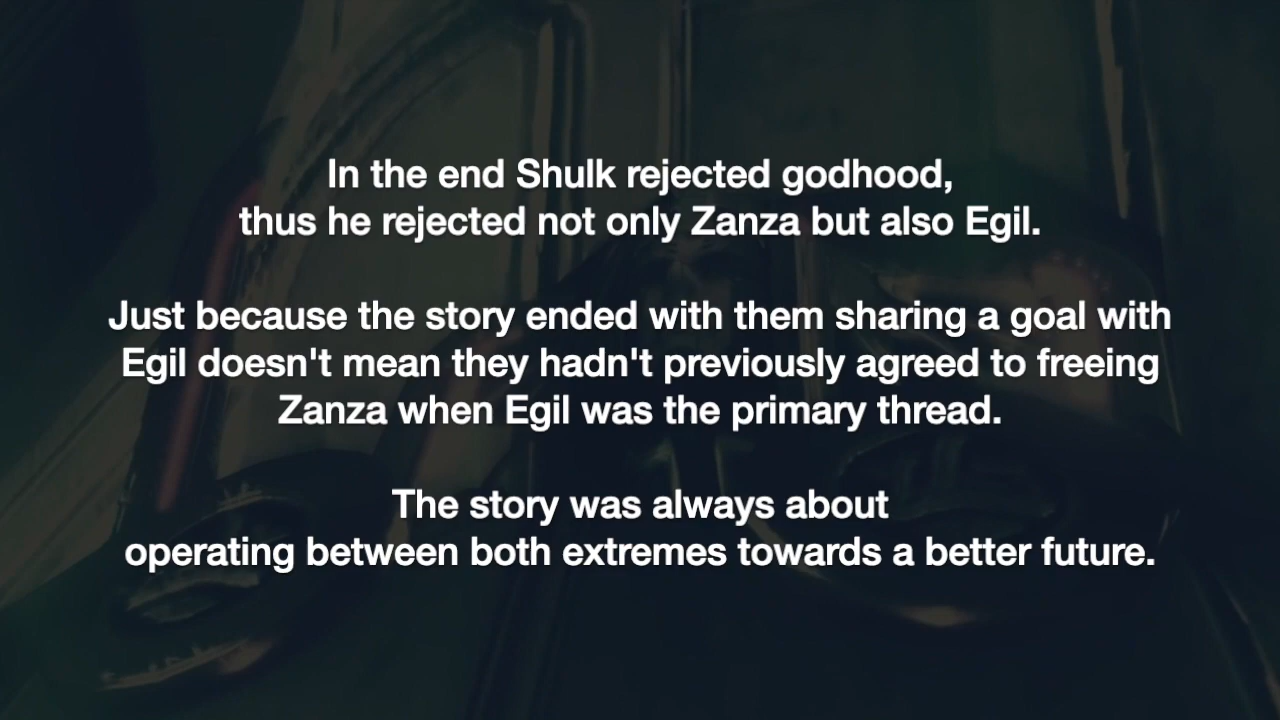 In the end Shulk rejected godhood,
thus he rejected not only Zanza but also Egil.
Just because the story ended with them sharing a goal with
Egil doesn't mean they hadn't previously agreed to freeing
Zanza when Egil was the primary thread.
The story was always about
operating between both extremes towards a better future.